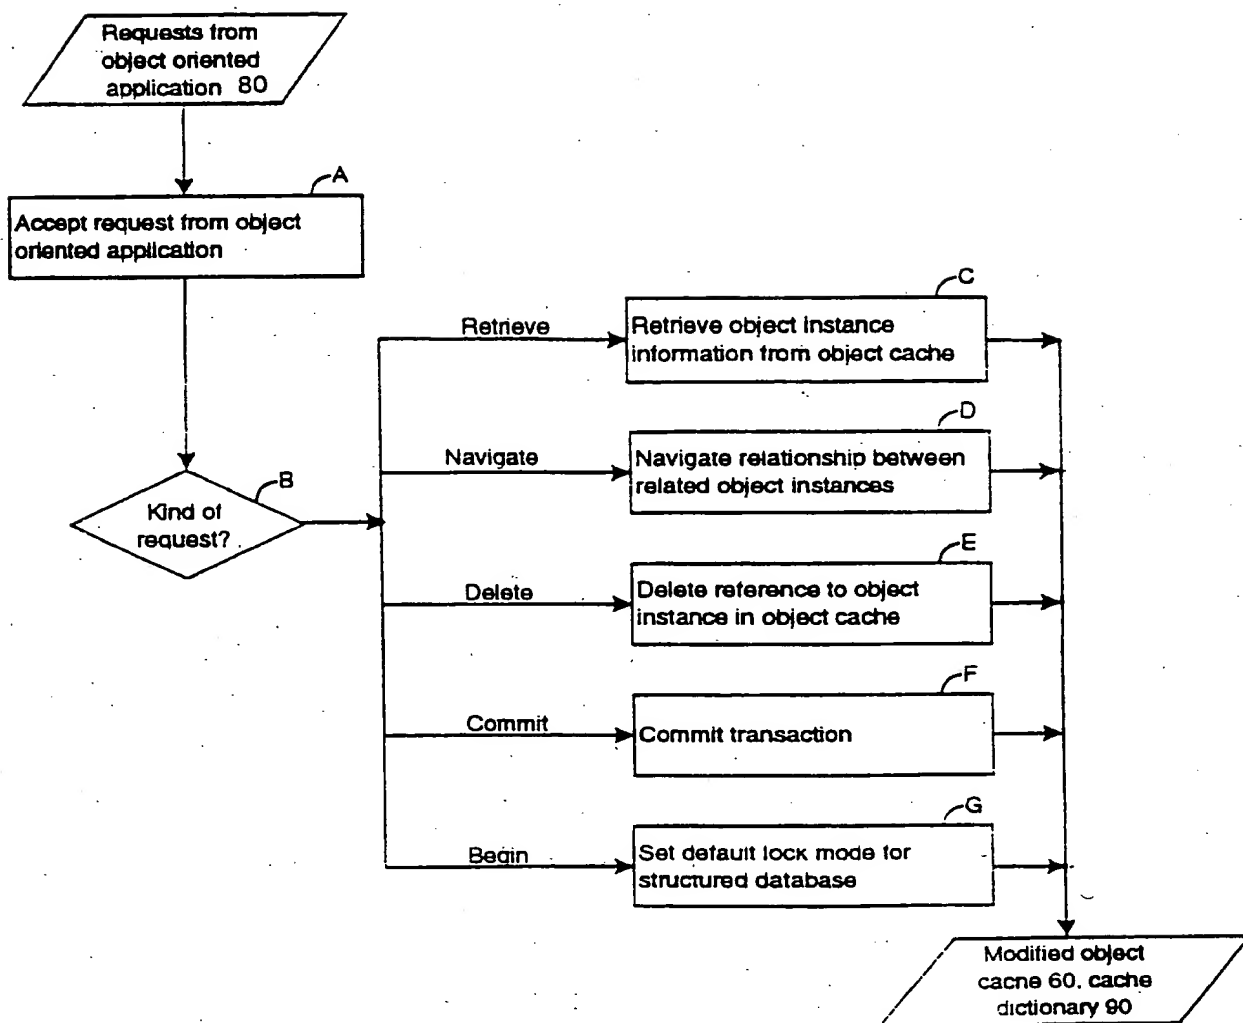 Requests from
object oriented
application 80
A
Accept request from object
oriented application
B
Kind of
request?
Retrieve
C
Retrieve object instance
information from object cache
Navigate
D
Navigate relationship between
related object instances
Delete
E
Delete reference to object
instance in object cache
Commit
F
Commit transaction
Begin
G
Set default lock mode for
structured database
Modified object
cache 60, cache
dictionary 90